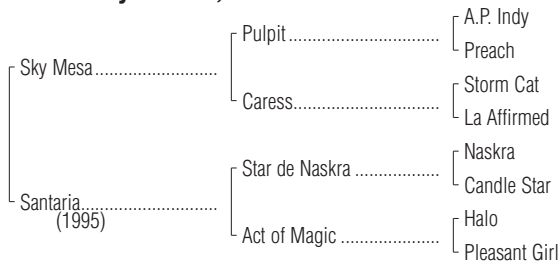 A.P. Indy
Pulpit
Preach
Sky Mesa
Storm Cat
Caress
La Affirmed
Naskra
Star de Naskra
Candle Star
Santaria
(1995)
Halo
Act of Magic
Pleasant Girl